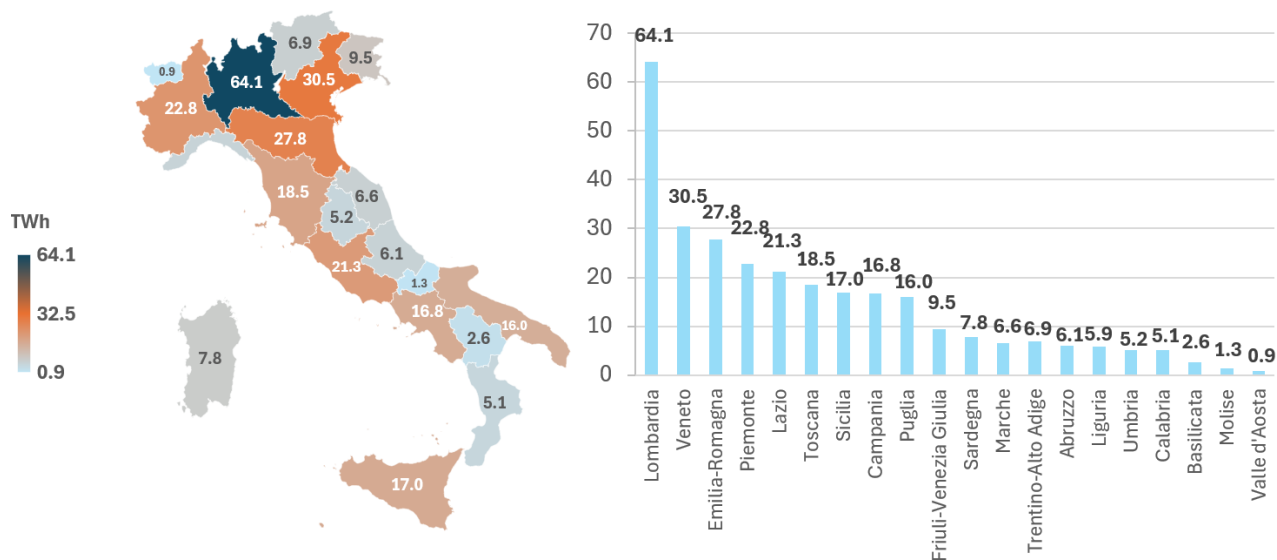 6.9
9.5
0.9
64.1
30.5
22.8
27.8
18.5
6.6
5.2
6.1
21.3
1.3
16.8
16.0
2.6
7.8
5.1
17.0
TWh
64.1
32.5
0.9
70
60
50
40
30
20
10
0
64.1
30.5
27.8
22.8
21.3
18.5
17.0
16.8
16.0
9.5
7.8
6.6
6.9
6.1
5.9
5.2
5.1
2.6
1.3
0.9
Lombardia
Veneto
Emilia-Romagna
Piemonte
Lazio
Toscana
Sicilia
Campania
Puglia
Friuli-Venezia Giulia
Sardegna
Marche
Trentino-Alto Adige
Abruzzo
Liguria
Umbria
Calabria
Basilicata
Molise
Valle d'Aosta